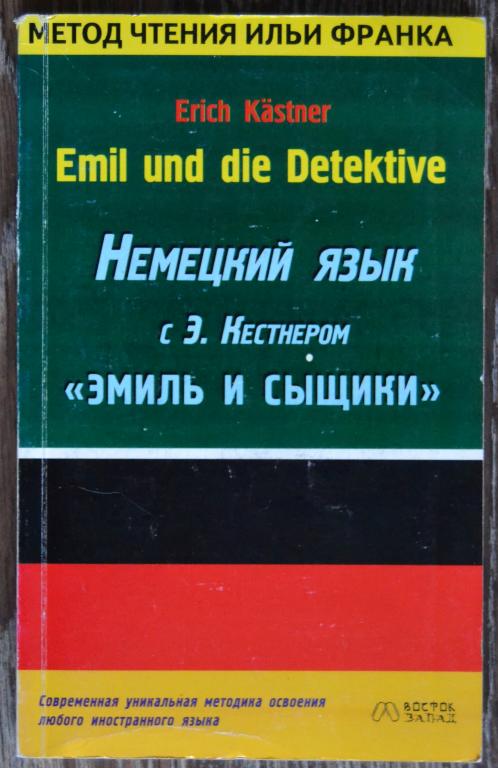 МЕТОД ЧТЕНИЯ ИЛЬИ ФРАНКА
Erich Kästner
Emil und die Detektive
НЕМЕЦКИЙ ЯЗЫК
С Э. КЕСТНЕРОМ
«ЭМИЛЬ И СЫЩИКИ»
Современная уникальная методика освоения
любого иностранного языка
ВОСТОК
ЗАПАД